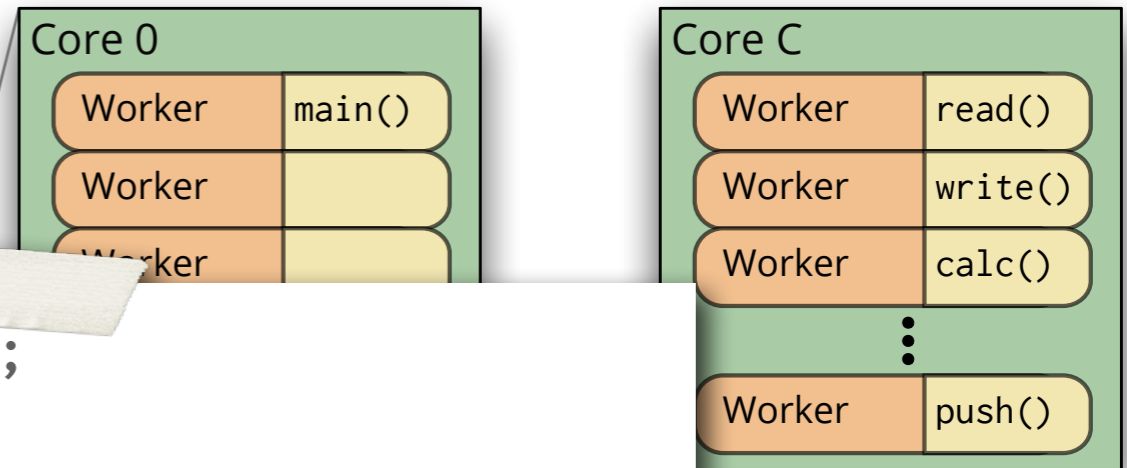 Core 0
Worker main()
Worker
Worker
;
Core C
Worker read()
Worker write()
Worker calc()
Worker push()